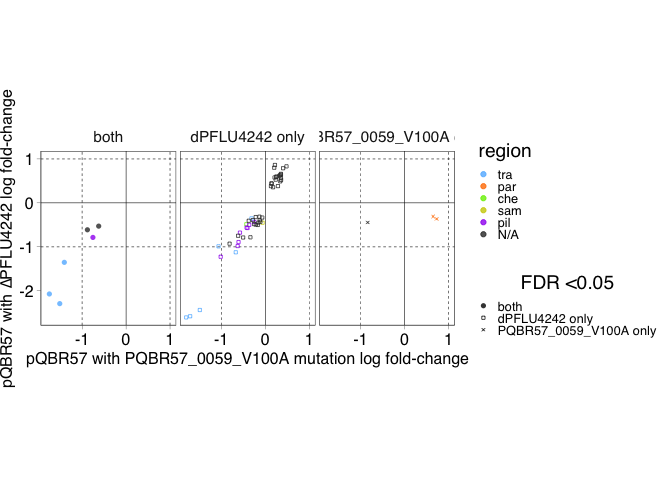 both
dPFLU4242 only
BR57_0059_V100A
1
0
-1
-2
-1
0
1
-1
0
1
-1
0
1
pQBR57 with ΔPFLU4242 log fold-change
pQBR57 with PQBR57_0059_V100A mutation log fold-change
region
tra
par
che
sam
pil
N/A
FDR <0.05
both
dPFLU4242 only
PQBR57_0059_V100A only